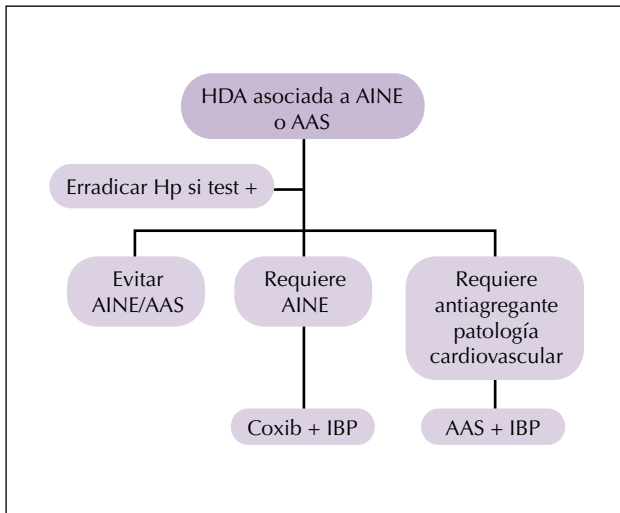 HDA asociada a AINE
o AAS
Erradicar Hp si test +
Evitar
AINE/AAS
Requiere
AINE
Requiere
antiagregante
patología
cardiovascular
Coxib + IBP
AAS + IBP